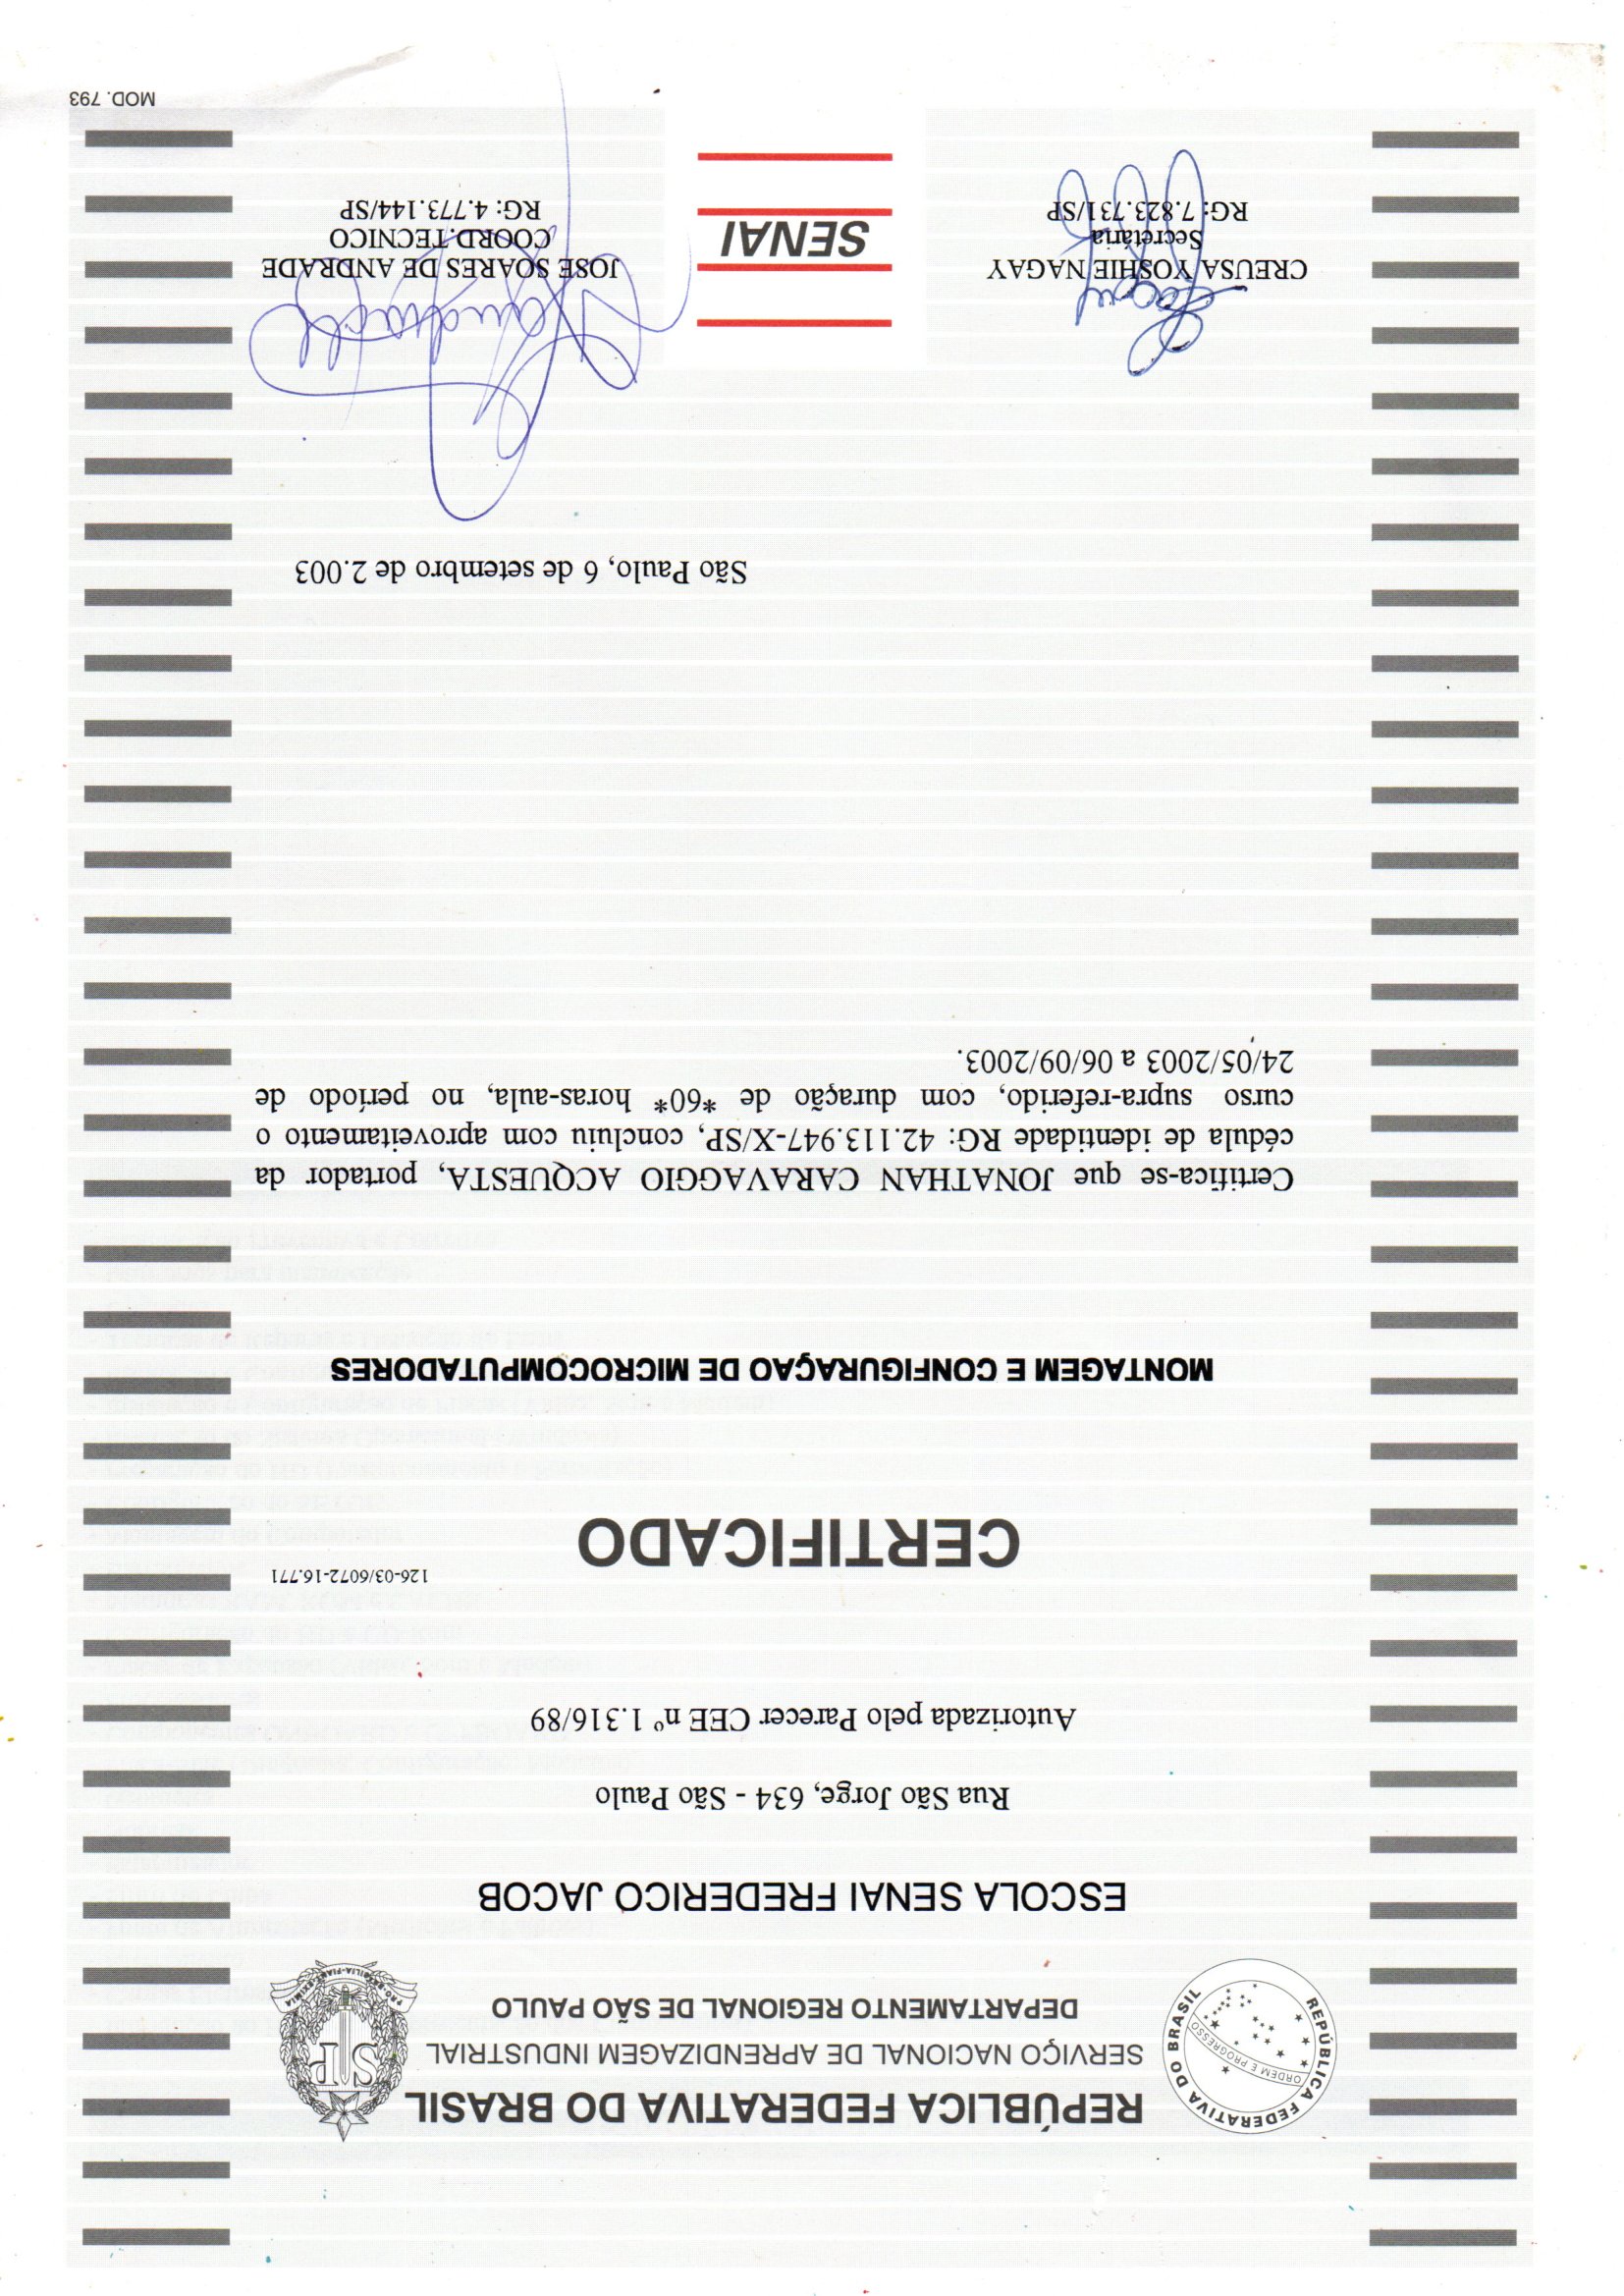 REPÚBLICA FEDERATIVA DO BRASIL
ORDEM E PROGRESSO
REPÚBLICA FEDERATIVA DO BRASIL
SERVIÇO NACIONAL DE APRENDIZAGEM INDUSTRIAL
DEPARTAMENTO REGIONAL DE SÃO PAULO
SP
PRO-BRASILIA-FIANT-EXIMIA
ESCOLA SENAI FREDERICO JACOB
Rua São Jorge, 634 - São Paulo
Autorizada pelo Parecer CEE nº 1.316/89
126-03/6072-16.771
CERTIFICADO
MONTAGEM E CONFIGURAÇAO DE MICROCOMPUTADORES
Certifica-se que JONATHAN CARAVAGGIO ACQUESTA, portador da
cédula de identidade RG: 42.113.947-X/SP, concluiu com aproveitamento o
curso supra-referido, com duração de *60* horas-aula, no período de
24/05/2003 a 06/09/2003.
São Paulo, 6 de setembro de 2.003
CREUSA YOSHIE NAGAY
Secretária
RG: 7.823.731/SP
SENAI
JOSE SOARES DE ANDRADE
COORD.TECNICO
RG: 4.773.144/SP
MOD. 793